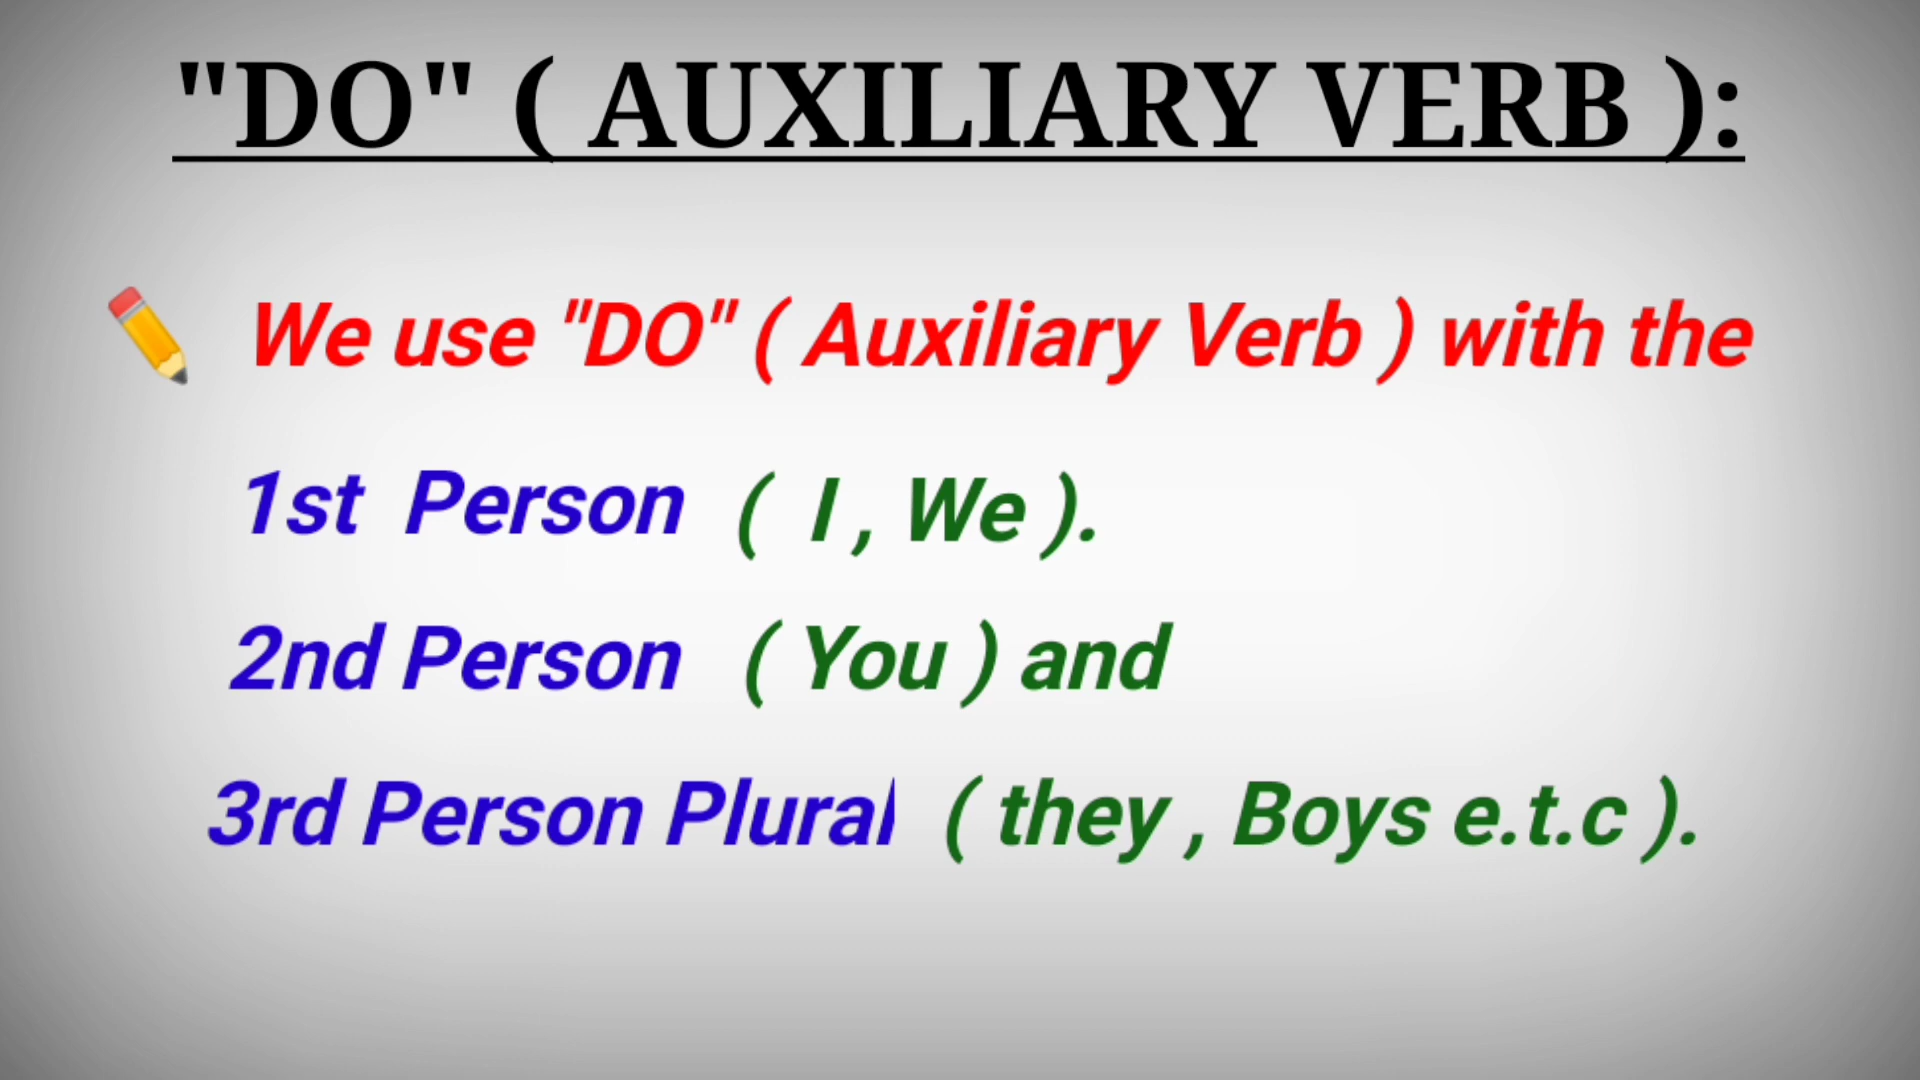 "DO" ( AUXILIARY VERB ):
We use "DO" ( Auxiliary Verb ) with the
1st Person ( I , We ).
2nd Person ( You ) and
3rd Person Plural ( they , Boys e.t.c ).